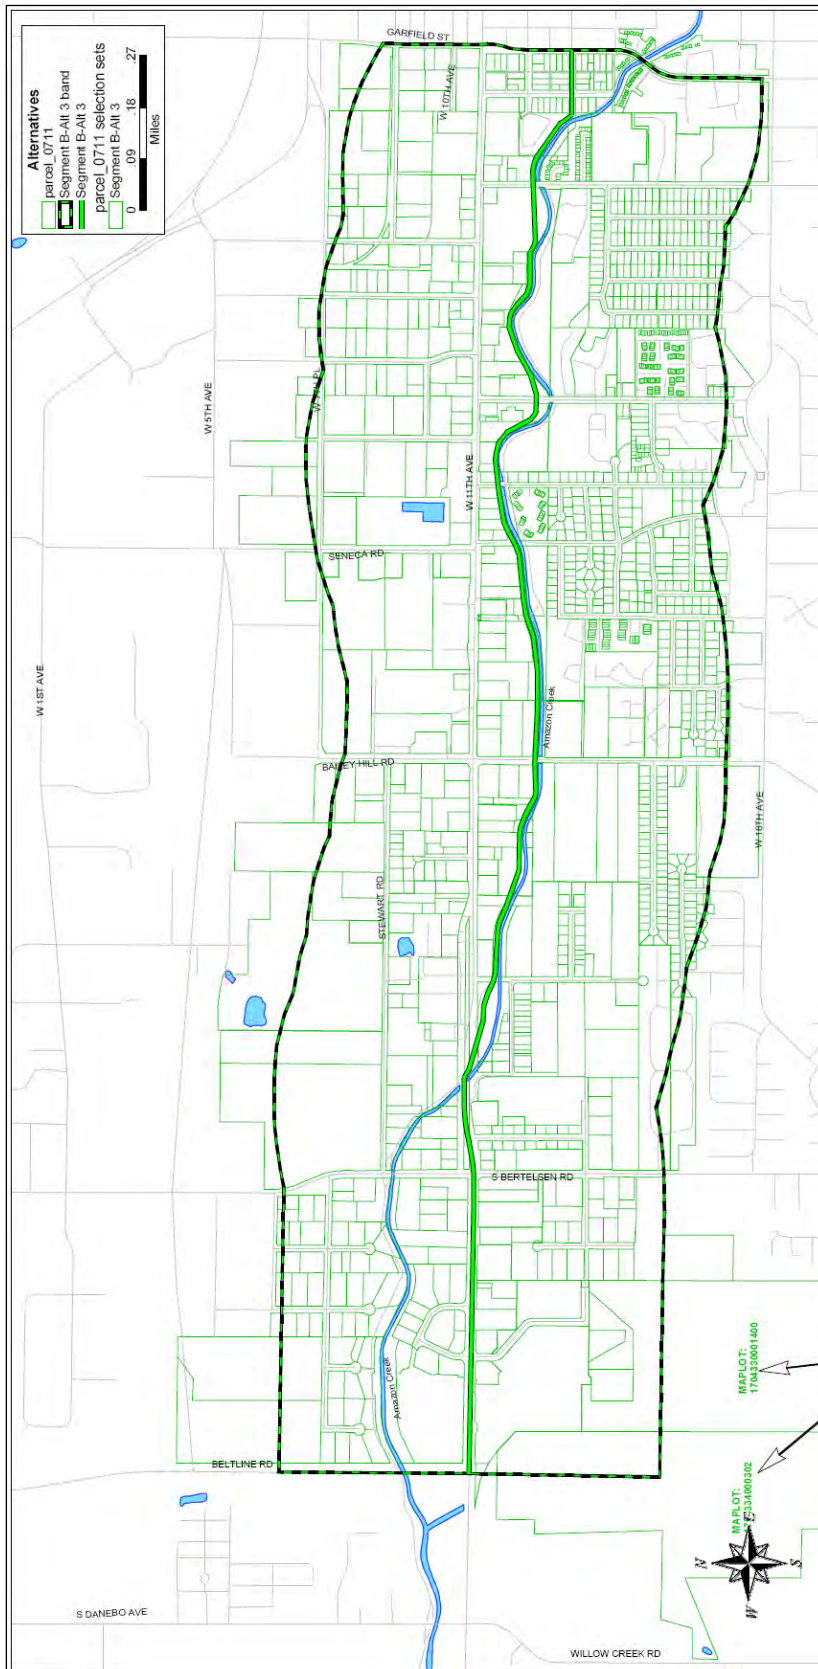 GARFIELD ST
Alternatives
parcel_0711
Segment B-Alt 3 band
Segment B-Alt 3
parcel_0711 selection sets
Segment B-Alt 3
0 .09 .18 .27
Miles
W 10TH AVE
W 5TH AVE
W 11TH AVE
SENECA RD
W 1ST AVE
Amazon Creek
BAILEY HILL RD
W 18TH AVE
STEWART RD
S BERTELSEN RD
MAPLOT:
1704330001400
Amazon Creek
BELTLINE RD
MAPLOT:
N
E
S
W
S DANEBO AVE
WILLOW CREEK RD